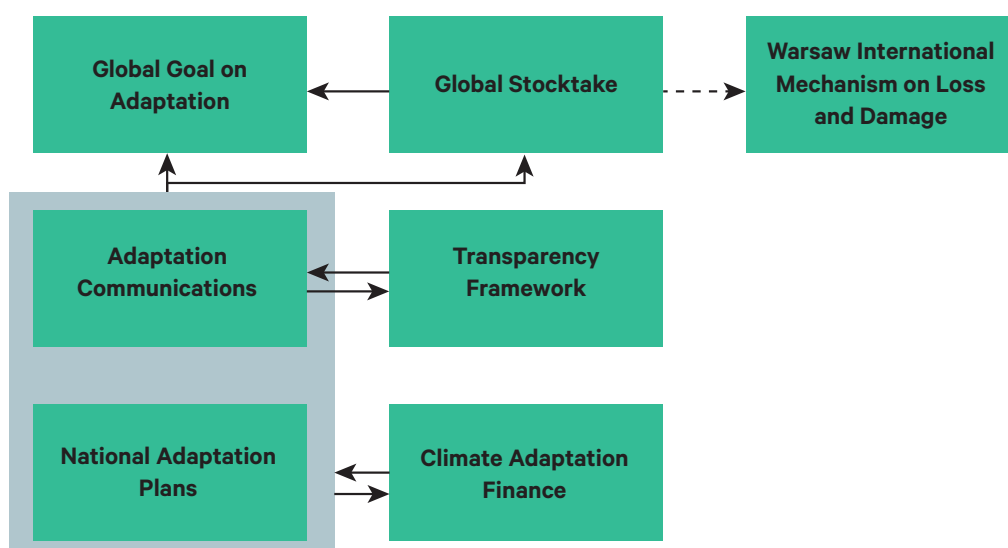 Global Goal on
Adaptation
Global Stocktake
Warsaw International
Mechanism on Loss
and Damage
Adaptation
Communications
Transparency
Framework
National Adaptation
Plans
Climate Adaptation
Finance